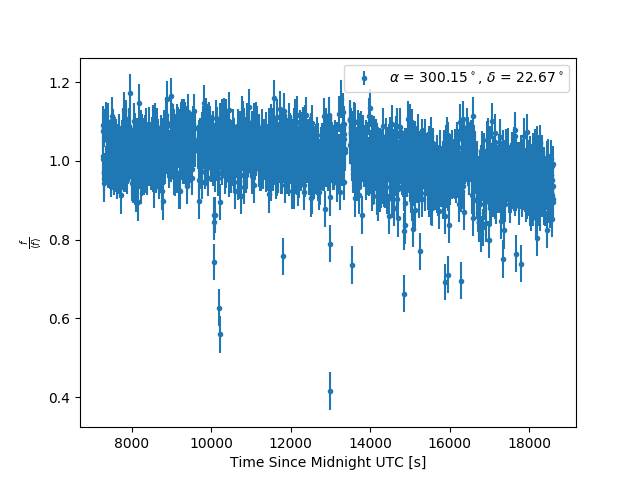 α = 300.15°, δ = 22.67°
1.2
1.0
0.8
0.6
0.4
f/⟨f⟩
8000 10000 12000 14000 16000 18000
Time Since Midnight UTC [s]